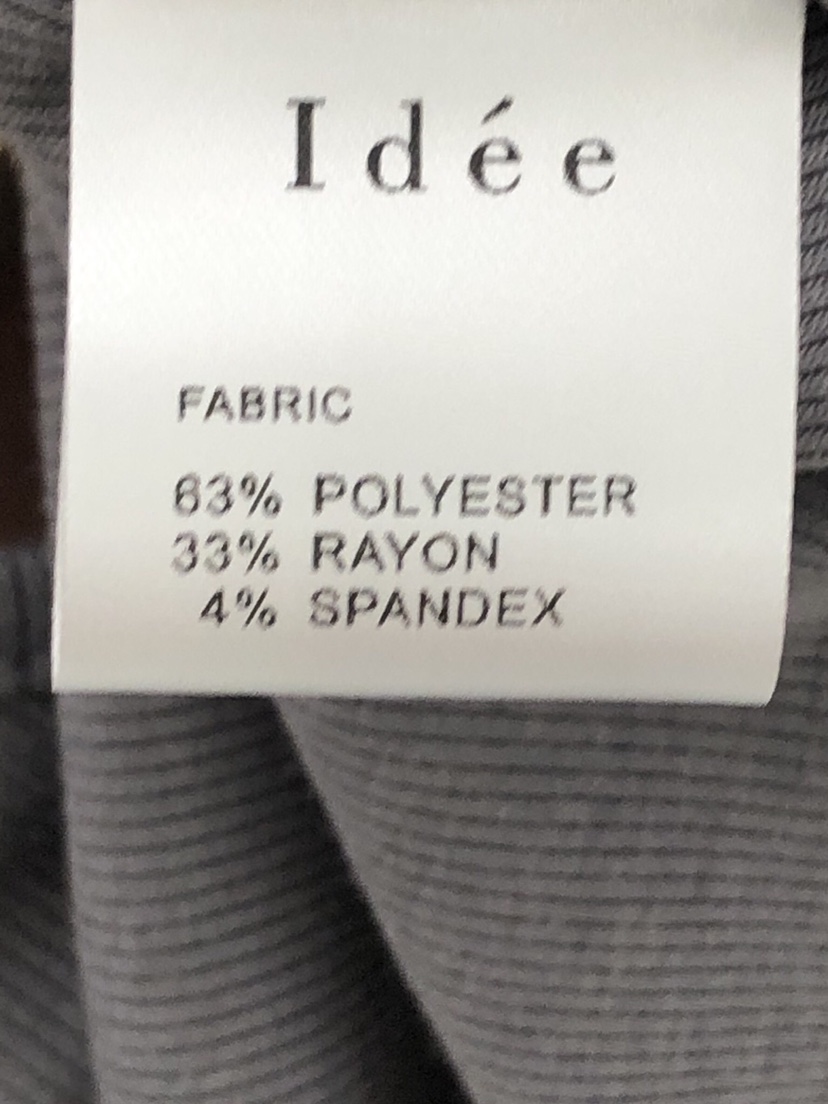 Idée
FABRIC
63% POLYESTER
33% RAYON
4% SPANDEX